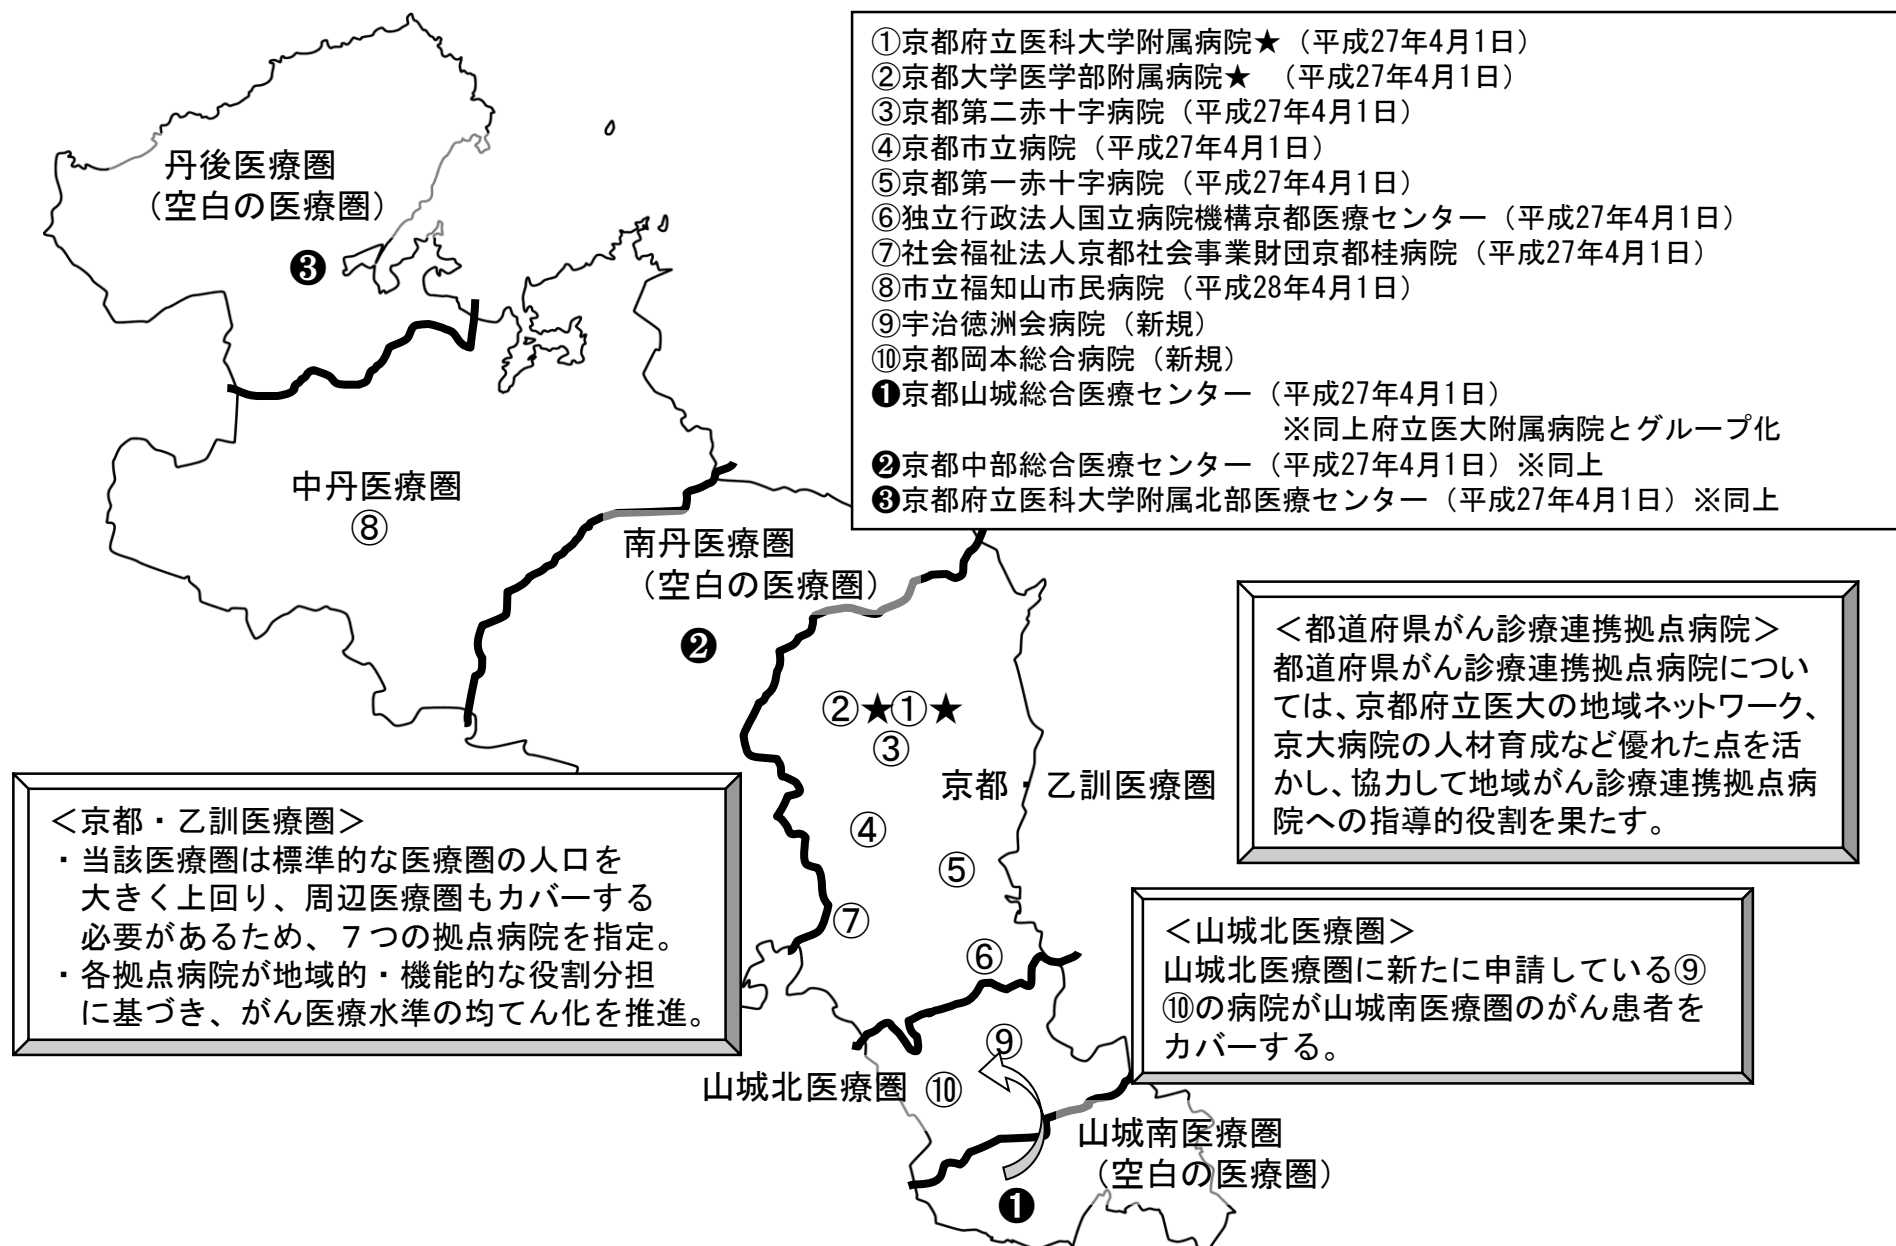 ①京都府立医科大学附属病院★（平成27年4月1日）
②京都大学医学部附属病院★　（平成27年4月1日）
③京都第二赤十字病院（平成27年4月1日）
④京都市立病院（平成27年4月1日）
⑤京都第一赤十字病院（平成27年4月1日）
⑥独立行政法人国立病院機構京都医療センター（平成27年4月1日）
⑦社会福祉法人京都社会事業財団京都桂病院（平成27年4月1日）
⑧市立福知山市民病院（平成28年4月1日）
⑨宇治徳洲会病院（新規）
⑩京都岡本総合病院（新規）
❶京都山城総合医療センター（平成27年4月1日）
※同上府立医大附属病院とグループ化
❷京都中部総合医療センター（平成27年4月1日）※同上
❸京都府立医科大学附属北部医療センター（平成27年4月1日）※同上
丹後医療圏
（空白の医療圏）
❸
中丹医療圏
⑧
南丹医療圏
（空白の医療圏）
❷
②★①★
③
京都・乙訓医療圏
④
⑤
⑦
⑥
⑨
山城北医療圏
⑩
山城南医療圏
（空白の医療圏）
❶
＜都道府県がん診療連携拠点病院＞
都道府県がん診療連携拠点病院につい
ては、京都府立医大の地域ネットワーク、
京大病院の人材育成など優れた点を活
かし、協力して地域がん診療連携拠点病
院への指導的役割を果たす。
＜京都・乙訓医療圏＞
・当該医療圏は標準的な医療圏の人口を
大きく上回り、周辺医療圏もカバーする
必要があるため、７つの拠点病院を指定。
・各拠点病院が地域的・機能的な役割分担
に基づき、がん医療水準の均てん化を推進。
＜山城北医療圏＞
山城北医療圏に新たに申請している⑨
⑩の病院が山城南医療圏のがん患者を
カバーする。